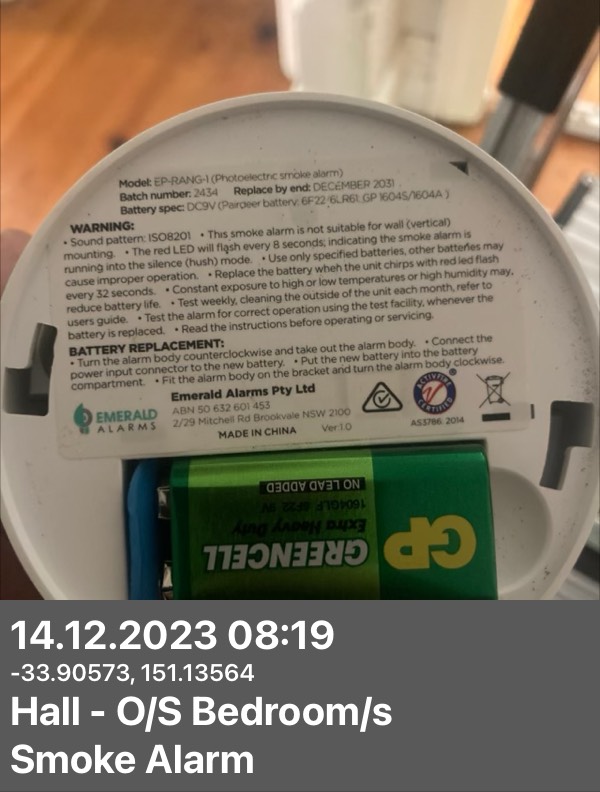 Model: EP-RANG-1 (Photoelectric smoke alarm)
Batch number: 2434 Replace by end: DECEMBER 2031
Battery spec: DC9V (Pairdeer battery: 6F22 6LR61, GP 1604S/1604A )
WARNING:
• Sound pattern: ISO8201 • This smoke alarm is not suitable for wall (vertical)
mounting. • The red LED will flash every 8 seconds; indicating the smoke alarm is
running into the silence (hush) mode. • Use only specified batteries, other batteries may
cause improper operation. • Replace the battery when the unit chirps with red led flash
every 32 seconds. • Constant exposure to high or low temperatures or high humidity may,
reduce battery life. • Test weekly, cleaning the outside of the unit each month, refer to
users guide. • Test the alarm for correct operation using the test facility, whenever the
battery is replaced. • Read the instructions before operating or servicing.
BATTERY REPLACEMENT:
• Turn the alarm body counterclockwise and take out the alarm body. • Connect the
power input connector to the new battery. • Put the new battery into the battery
compartment. • Fit the alarm body on the bracket and turn the alarm body clockwise.
EMERALD
ALARMS
Emerald Alarms Pty Ltd
ABN 50 632 601 453
2/29 Mitchell Rd Brookvale NSW 2100
MADE IN CHINA Ver1.0
ACTIVFIRE
CERTIFIED
AS3786. 2014
NO LEAD ADDED
1604GLF 6F22 9V
Extra Heavy Duty
GREENCELL
GP
14.12.2023 08:19
-33.90573, 151.13564
Hall - O/S Bedroom/s
Smoke Alarm